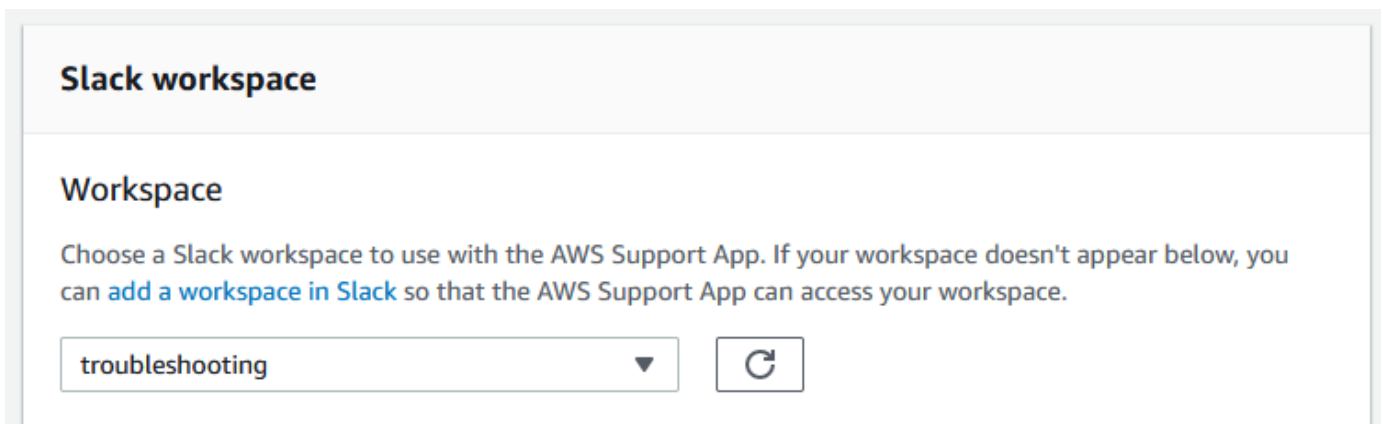 Slack workspace
Workspace
Choose a Slack workspace to use with the AWS Support App. If your workspace doesn't appear below, you
can add a workspace in Slack so that the AWS Support App can access your workspace.
troubleshooting